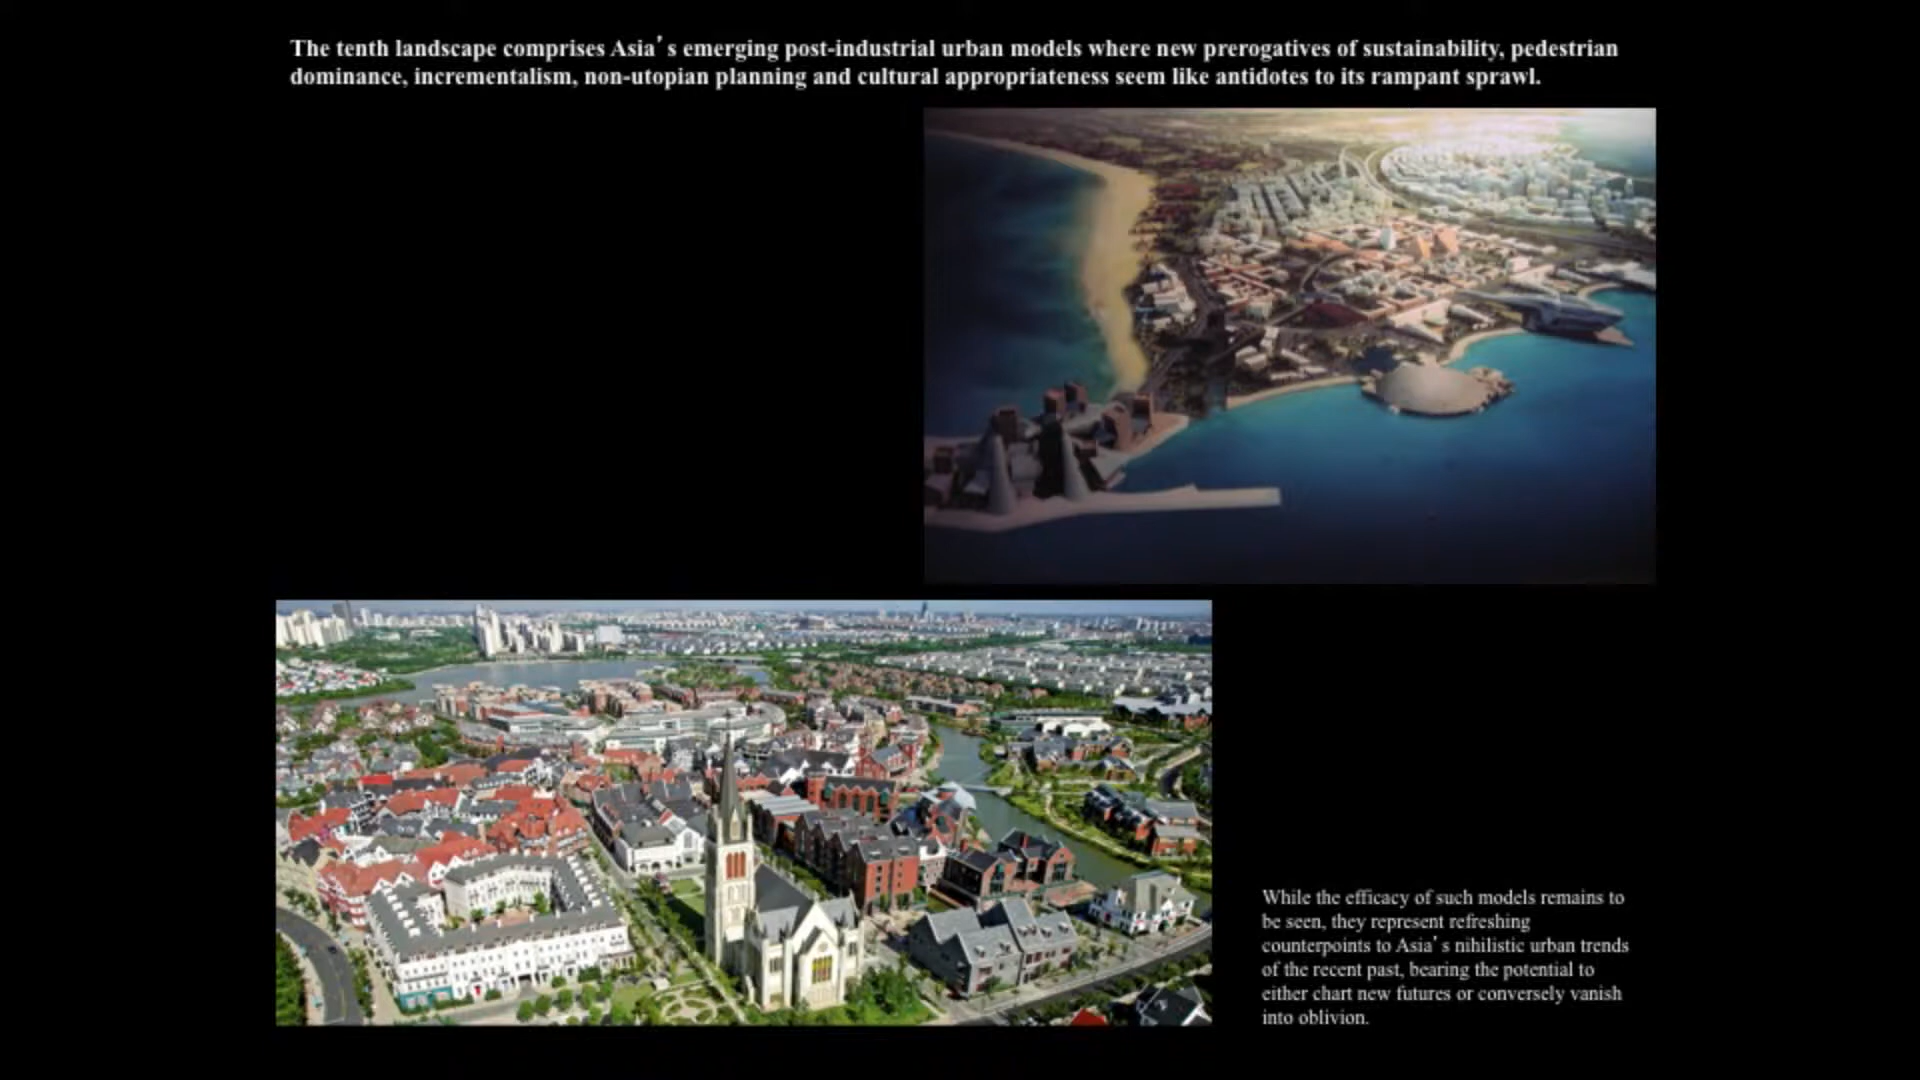 The tenth landscape comprises Asia's emerging post-industrial urban models where new prerogatives of sustainability, pedestrian
dominance, incrementalism, non-utopian planning and cultural appropriateness seem like antidotes to its rampant sprawl.
While the efficacy of such models remains to
be seen, they represent refreshing
counterpoints to Asia's nihilistic urban trends
of the recent past, bearing the potential to
either chart new futures or conversely vanish
into oblivion.